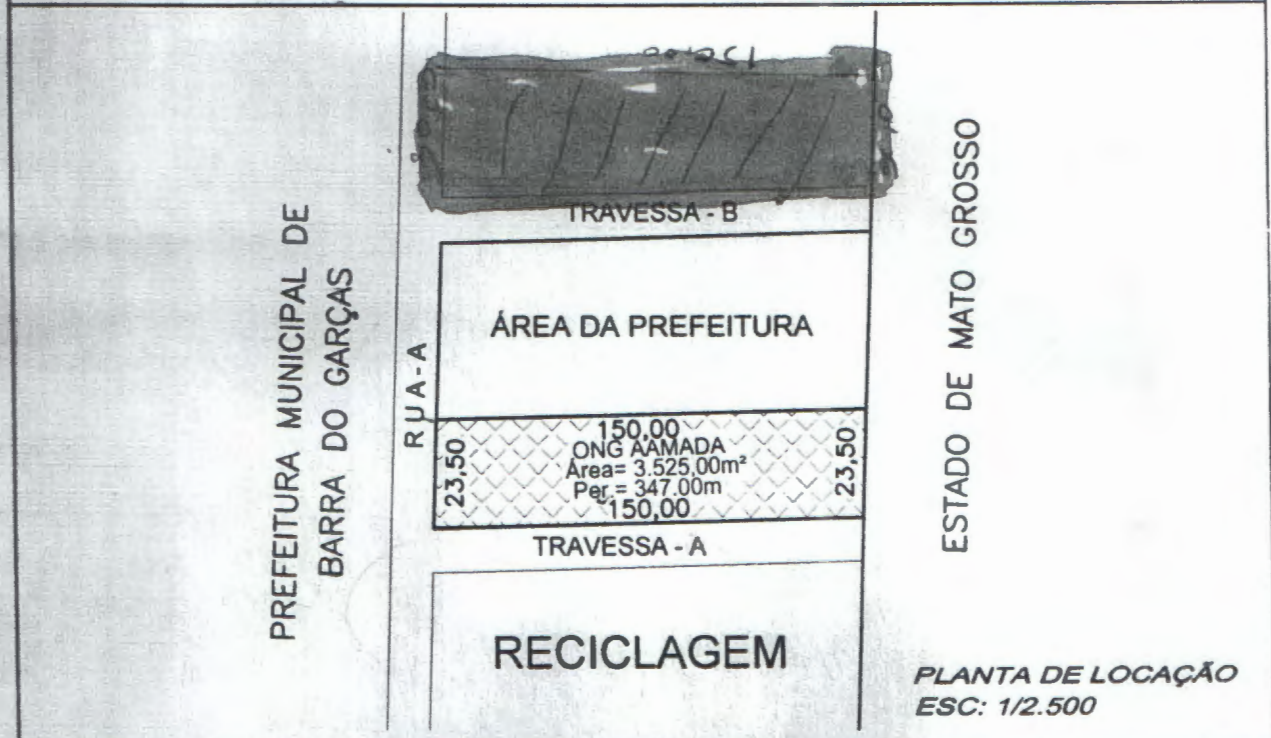 TRAVESSA - B
PREFEITURA MUNICIPAL DE
BARRA DO GARÇAS
RUA-A
ÁREA DA PREFEITURA
ESTADO DE MATO GROSSO
150,00
23,50
ONG AAMADA
Área= 3.525,00m²
Per.= 347.00m
23,50
150,00
TRAVESSA - A
RECICLAGEM
PLANTA DE LOCAÇÃO
ESC: 1/2.500